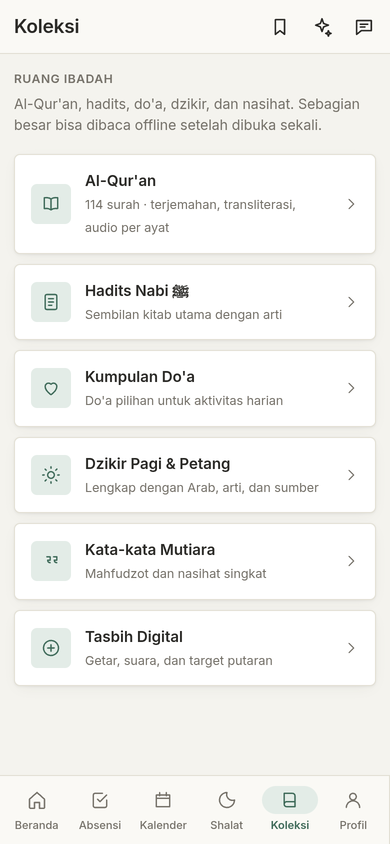 Koleksi
RUANG IBADAH
Al-Qur'an, hadits, do'a, dzikir, dan nasihat. Sebagian
besar bisa dibaca offline setelah dibuka sekali.
Al-Qur'an
114 surah · terjemahan, transliterasi,
audio per ayat
Hadits Nabi ﷺ
Sembilan kitab utama dengan arti
Kumpulan Do'a
Do'a pilihan untuk aktivitas harian
Dzikir Pagi & Petang
Lengkap dengan Arab, arti, dan sumber
Kata-kata Mutiara
Mahfudzot dan nasihat singkat
Tasbih Digital
Getar, suara, dan target putaran
Beranda Absensi Kalender Shalat Koleksi Profil